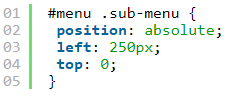 01 #menu .sub-menu {
02 position: absolute;
03 left: 250px;
04 top: 0;
05 }